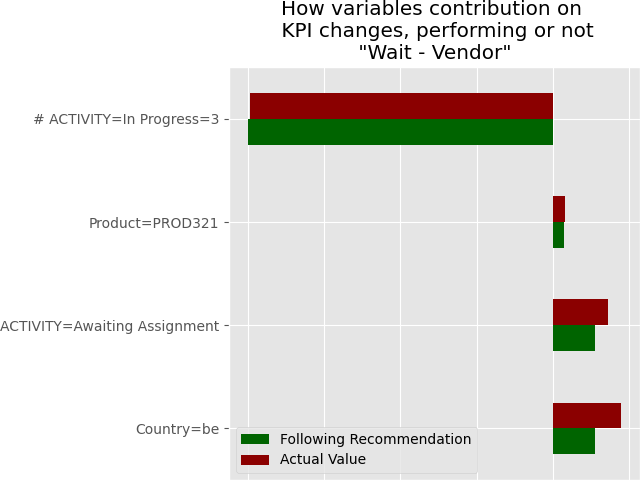 How variables contribution on
KPI changes, performing or not
"Wait - Vendor"
# ACTIVITY=In Progress=3
Product=PROD321
ACTIVITY=Awaiting Assignment
Country=be
Following Recommendation
Actual Value